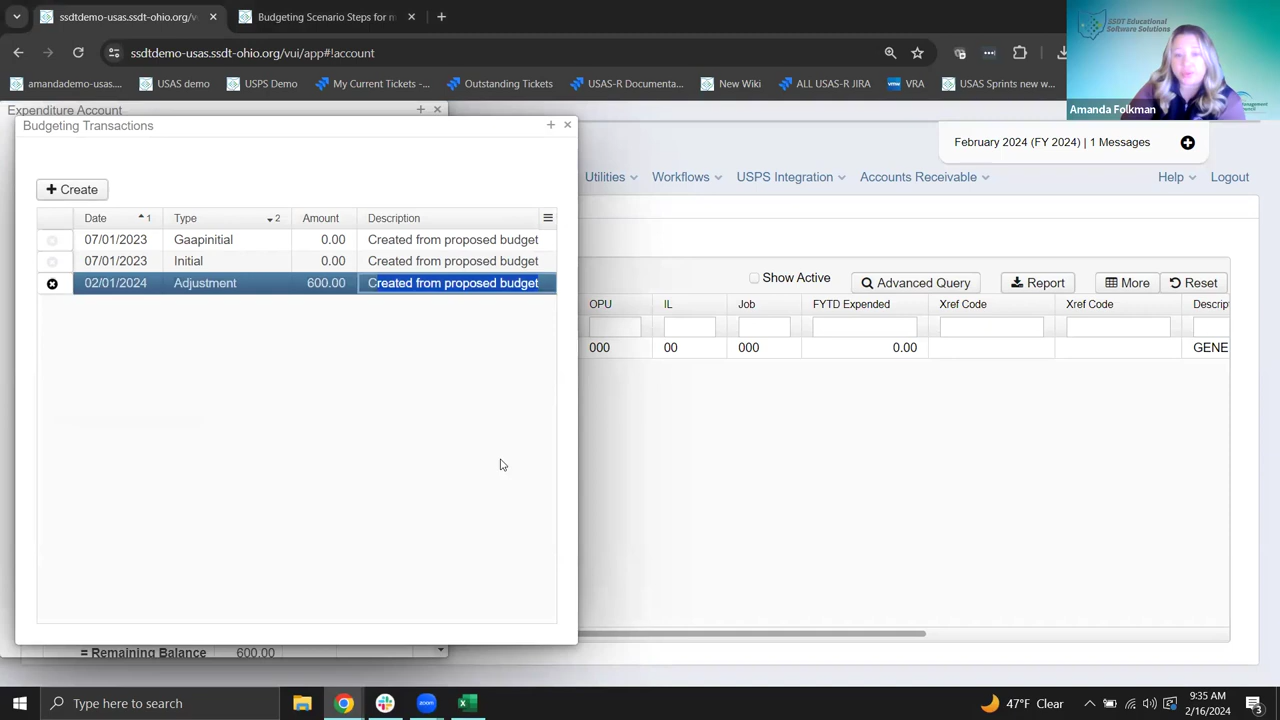 ssdtdemo-usas.ssdt-ohio.org/v
Budgeting Scenario Steps for m
ssdtdemo-usas.ssdt-ohio.org/vui/app#!account
amandademo-usas...
USAS demo
USPS Demo
My Current Tickets -...
Outstanding Tickets
USAS-R Documenta...
New Wiki
ALL USAS-R JIRA
VRA
USAS Sprints new w...
SSDT Educational
Software Solutions
Amanda Folkman
Expenditure Account
Budgeting Transactions
February 2024 (FY 2024) | 1 Messages
Utilities
Workflows
USPS Integration
Accounts Receivable
Help
Logout
Create
Date 1 Type 2 Amount Description
07/01/2023 Gaapinitial 0.00 Created from proposed budget
07/01/2023 Initial 0.00 Created from proposed budget
02/01/2024 Adjustment 600.00 Created from proposed budget
Show Active
Advanced Query
Report
More
Reset
OPU IL Job FYTD Expended Xref Code Xref Code Descrip
000 00 000 0.00 GENE
= Remaining Balance 600.00
Type here to search
zoom
47°F Clear
9:35 AM
2/16/2024
3